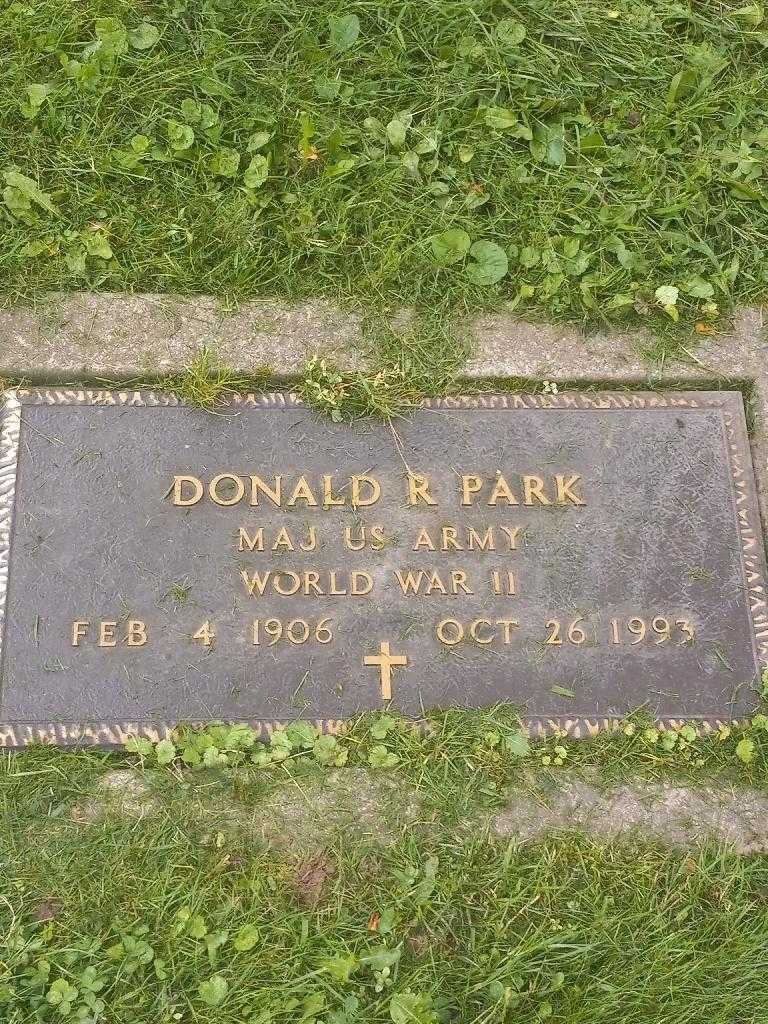 DONALD R PARK
MAJ US ARMY
WORLD WAR II
FEB 4 1906 OCT 26 1993